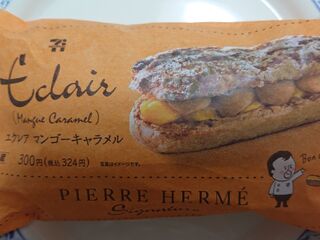 7
Éclair
(Mangue Caramel)
エクレア マンゴーキャラメル
300円(税込324円)
写真はイメージです。
Bon
PIERRE HERMÉ
Signature